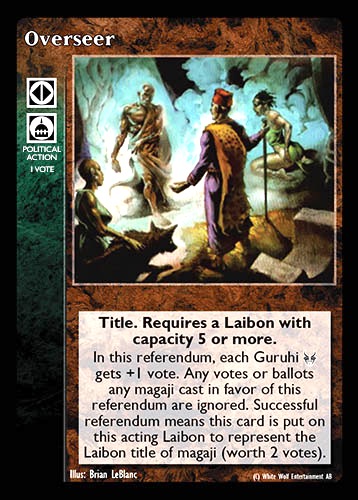 Overseer
POLITICAL
ACTION
1 VOTE
Title. Requires a Laibon with
capacity 5 or more.
In this referendum, each Guruhi
gets +1 vote. Any votes or ballots
any magaji cast in favor of this
referendum are ignored. Successful
referendum means this card is put on
this acting Laibon to represent the
Laibon title of magaji (worth 2 votes).
Illus: Brian LeBlanc
(C) White Wolf Entertainment AB